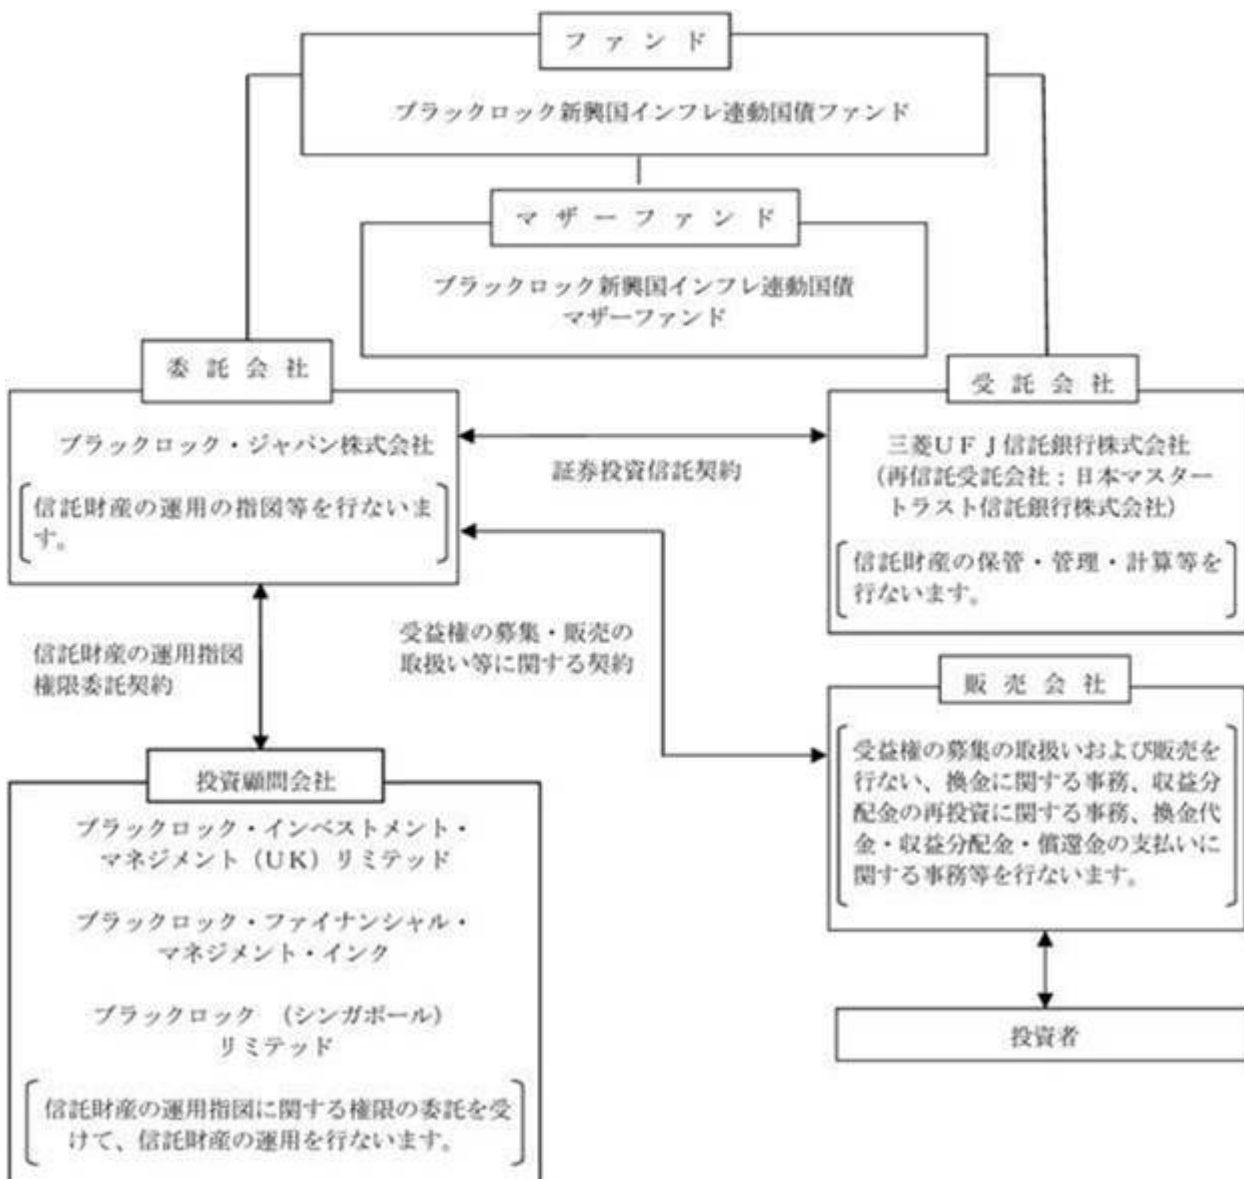 ファンド
ブラックロック新興国インフレ連動国債ファンド
マザーファンド
ブラックロック新興国インフレ連動国債
マザーファンド
委託会社
ブラックロック・ジャパン株式会社
信託財産の運用の指図等を行ないま
す。
証券投資信託契約
受託会社
三菱UFJ信託銀行株式会社
(再信託受託会社:日本マスター
トラスト信託銀行株式会社)
信託財産の保管・管理・計算等を
行ないます。
信託財産の運用指図
権限委託契約
受益権の募集・販売の
取扱い等に関する契約
販売会社
受益権の募集の取扱いおよび販売を
行ない、換金に関する事務、収益分
配金の再投資に関する事務、換金代
金・収益分配金・償還金の支払いに
関する事務等を行ないます。
投資顧問会社
ブラックロック・インベストメント・
マネジメント(UK)リミテッド
ブラックロック・ファイナンシャル・
マネジメント・インク
ブラックロック (シンガポール)
リミテッド
信託財産の運用指図に関する権限の委託を受
けて、信託財産の運用を行ないます。
投資者